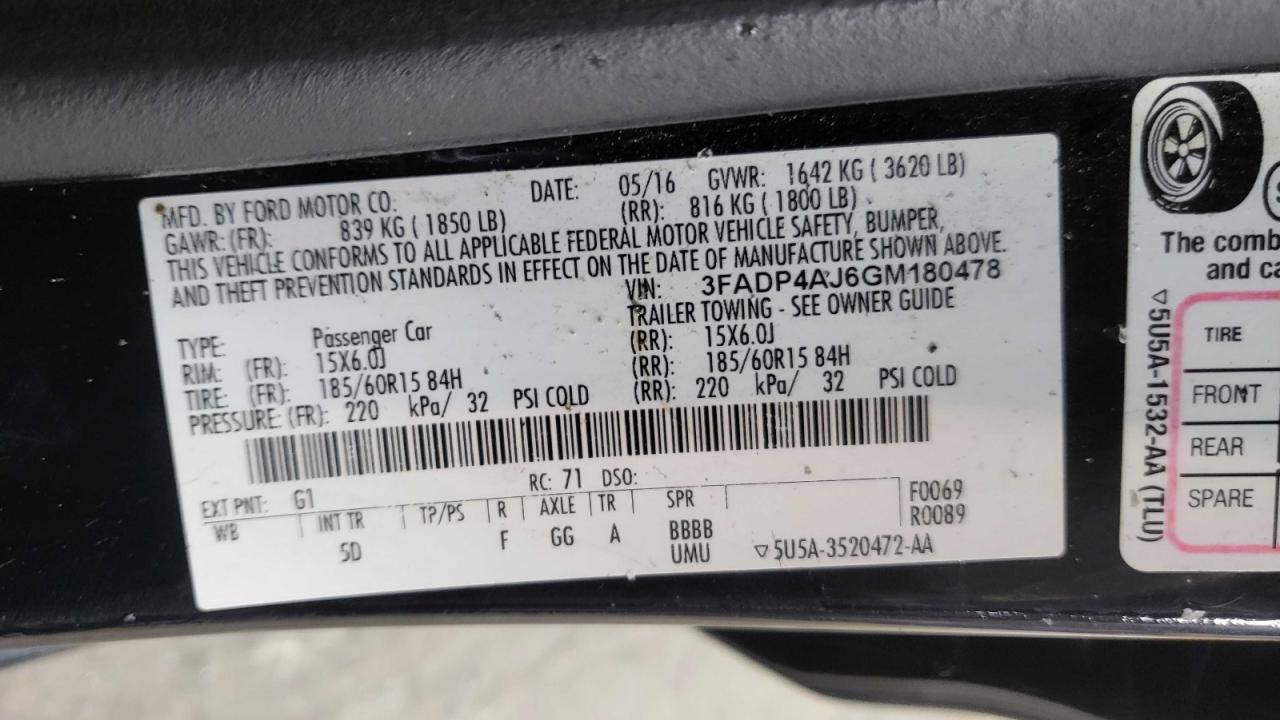 MFD. BY FORD MOTOR CO. DATE: 05/16 GVWR: 1642 KG ( 3620 LB)
GAWR: (FR): 839 KG ( 1850 LB) (RR): 816 KG ( 1800 LB)
THIS VEHICLE CONFORMS TO ALL APPLICABLE FEDERAL MOTOR VEHICLE SAFETY, BUMPER,
AND THEFT PREVENTION STANDARDS IN EFFECT ON THE DATE OF MANUFACTURE SHOWN ABOVE.
VIN: 3FADP4AJ6GM180478
TRAILER TOWING - SEE OWNER GUIDE
TYPE: Passenger Car
RIM: (FR): 15X6.0J (RR): 15X6.0J
TIRE: (FR): 185/60R15 84H (RR): 185/60R15 84H
PRESSURE: (FR): 220 kPa/ 32 PSI COLD (RR): 220 kPa/ 32 PSI COLD
EXT PNT: G1 RC: 71 DSO:
WB INT TR TP/PS R AXLE TR SPR F0069
R0089
5D F GG A BBBB
UMU ▽5U5A-3520472-AA
The comb
and ca
▽5U5A-1532-AA (TLU)
TIRE
FRONT
REAR
SPARE